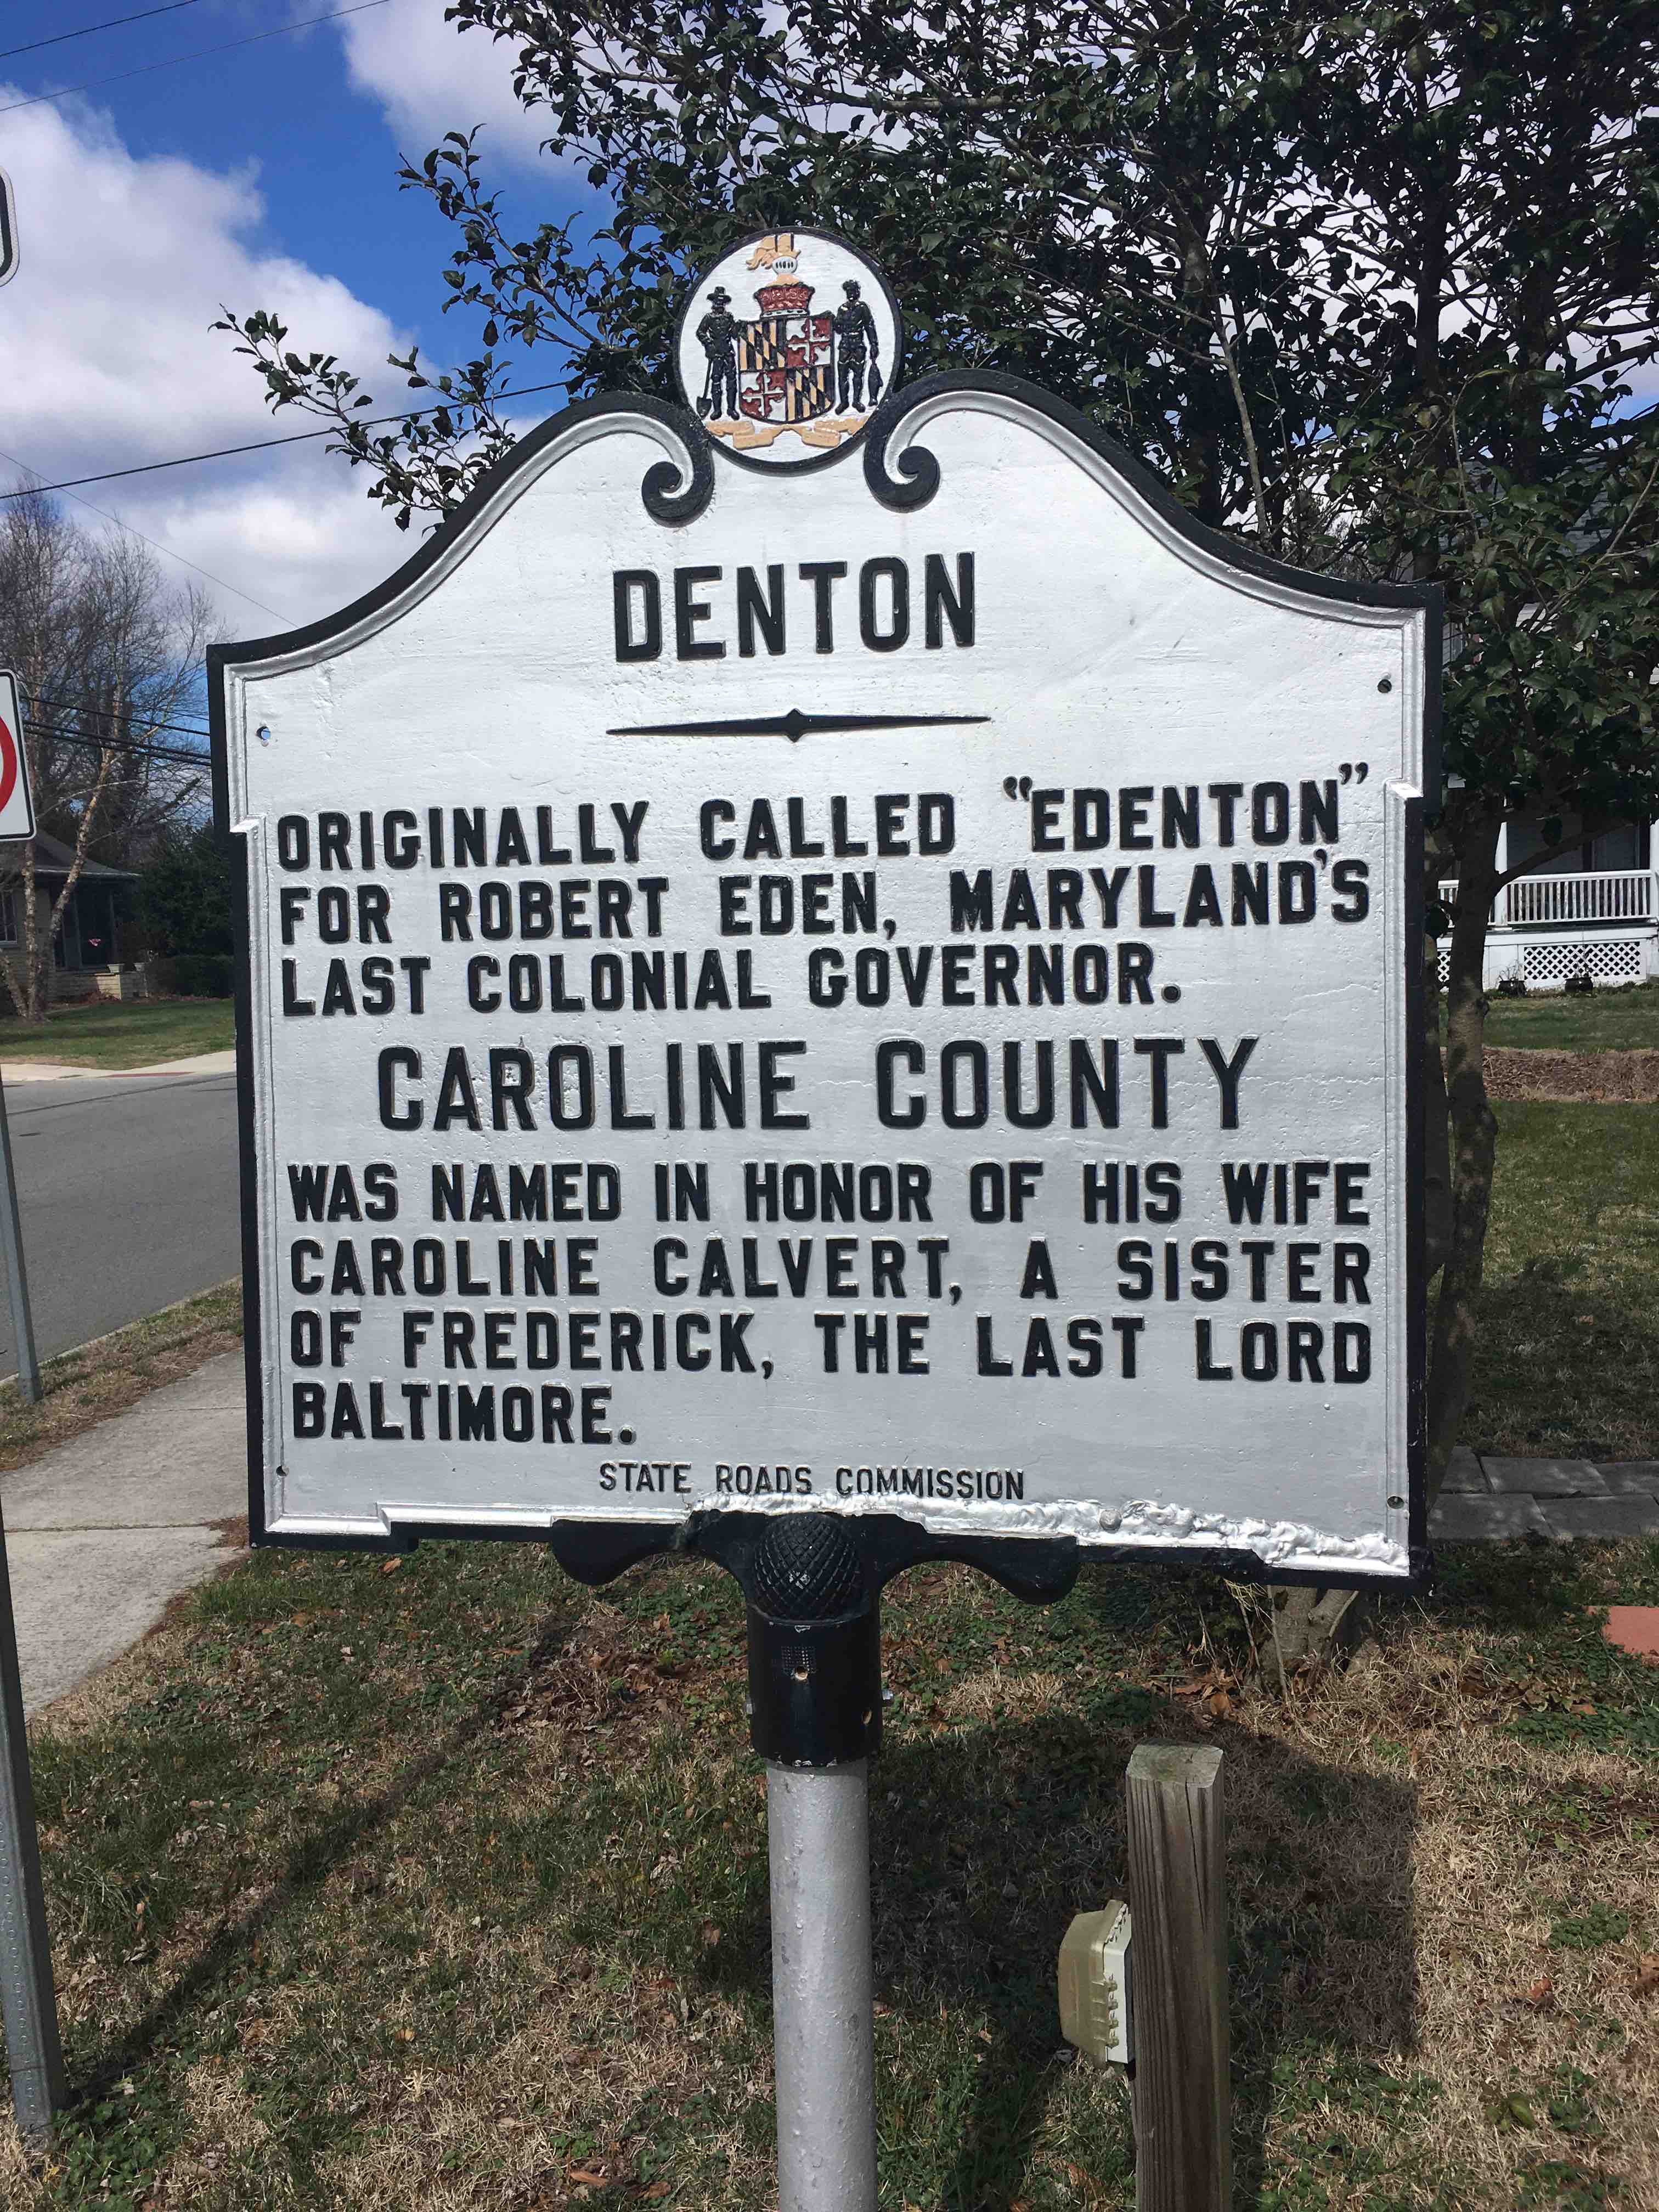 DENTON
ORIGINALLY CALLED "EDENTON"
FOR ROBERT EDEN, MARYLAND'S
LAST COLONIAL GOVERNOR.
CAROLINE COUNTY
WAS NAMED IN HONOR OF HIS WIFE
CAROLINE CALVERT, A SISTER
OF FREDERICK, THE LAST LORD
BALTIMORE.
STATE ROADS COMMISSION